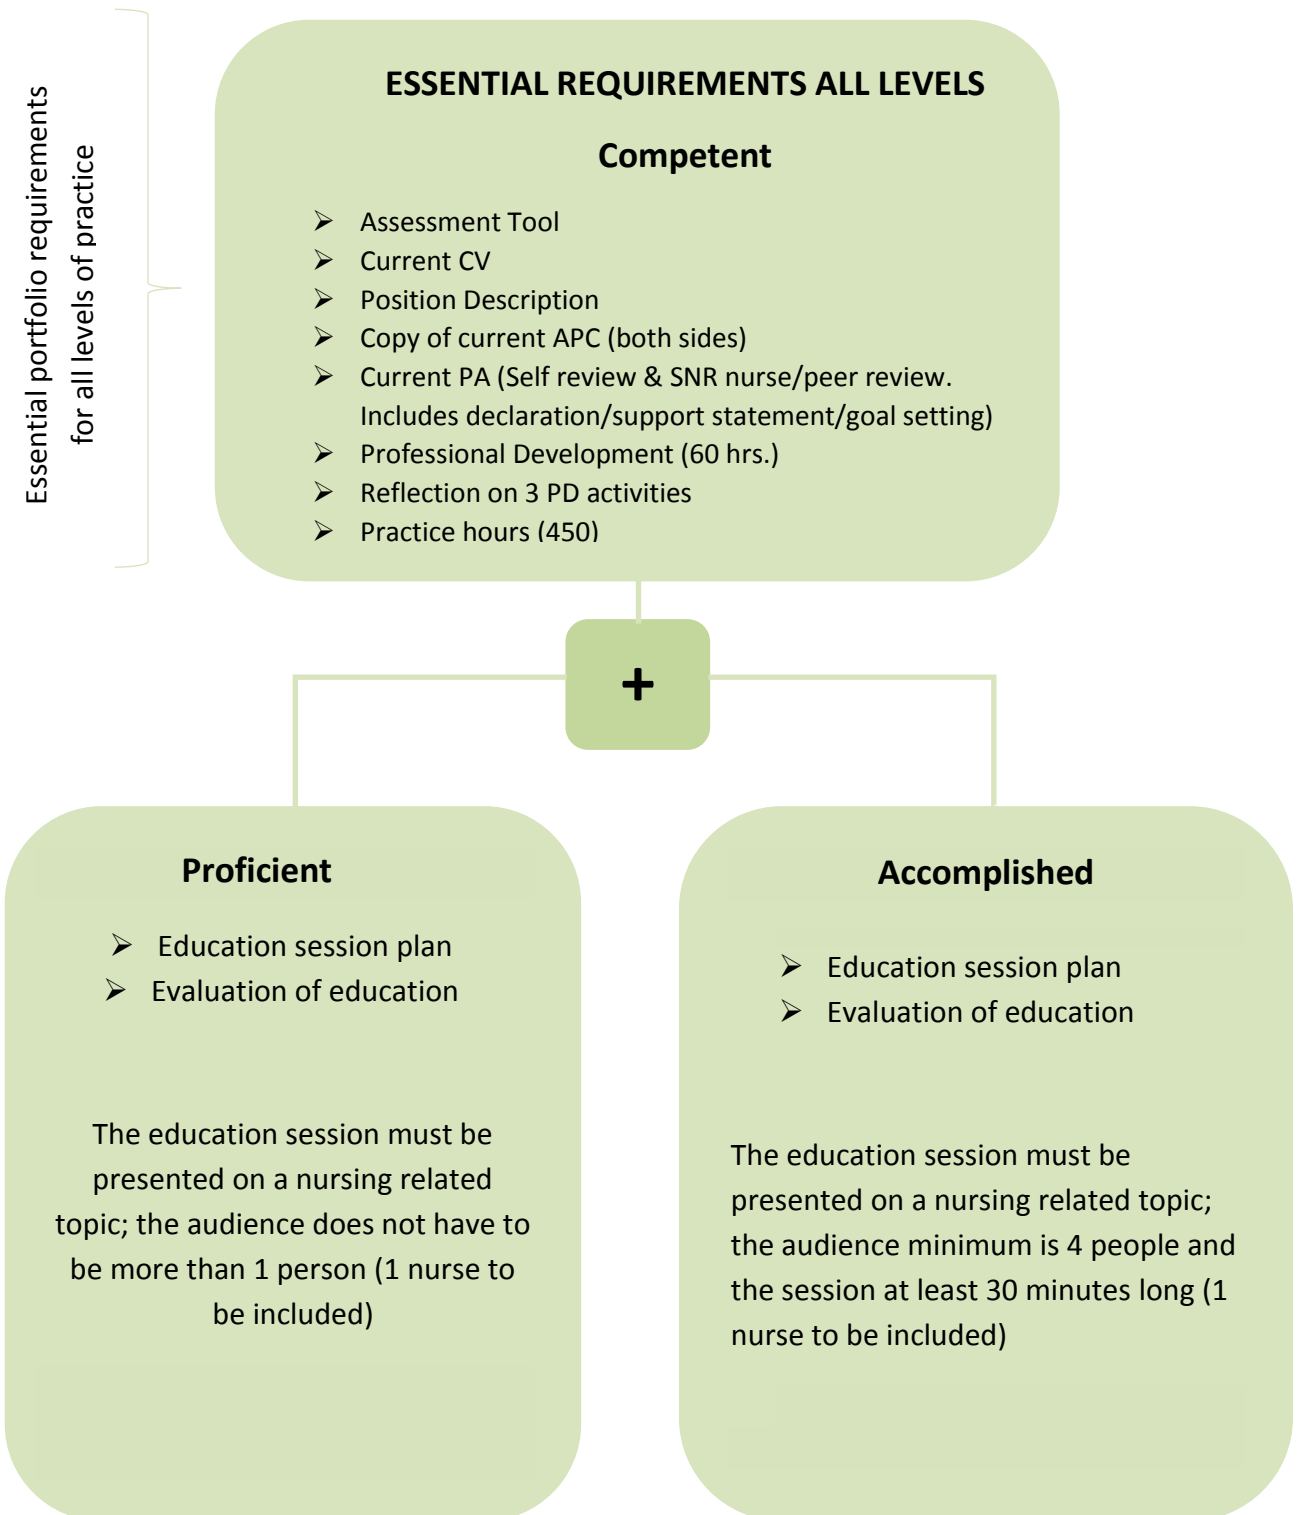 Essential portfolio requirements
for all levels of practice
ESSENTIAL REQUIREMENTS ALL LEVELS
Competent
➢ Assessment Tool
➢ Current CV
➢ Position Description
➢ Copy of current APC (both sides)
➢ Current PA (Self review & SNR nurse/peer review.
Includes declaration/support statement/goal setting)
➢ Professional Development (60 hrs.)
➢ Reflection on 3 PD activities
➢ Practice hours (450)
+
Proficient
➢ Education session plan
➢ Evaluation of education
The education session must be
presented on a nursing related
topic; the audience does not have to
be more than 1 person (1 nurse to
be included)
Accomplished
➢ Education session plan
➢ Evaluation of education
The education session must be
presented on a nursing related topic;
the audience minimum is 4 people and
the session at least 30 minutes long (1
nurse to be included)